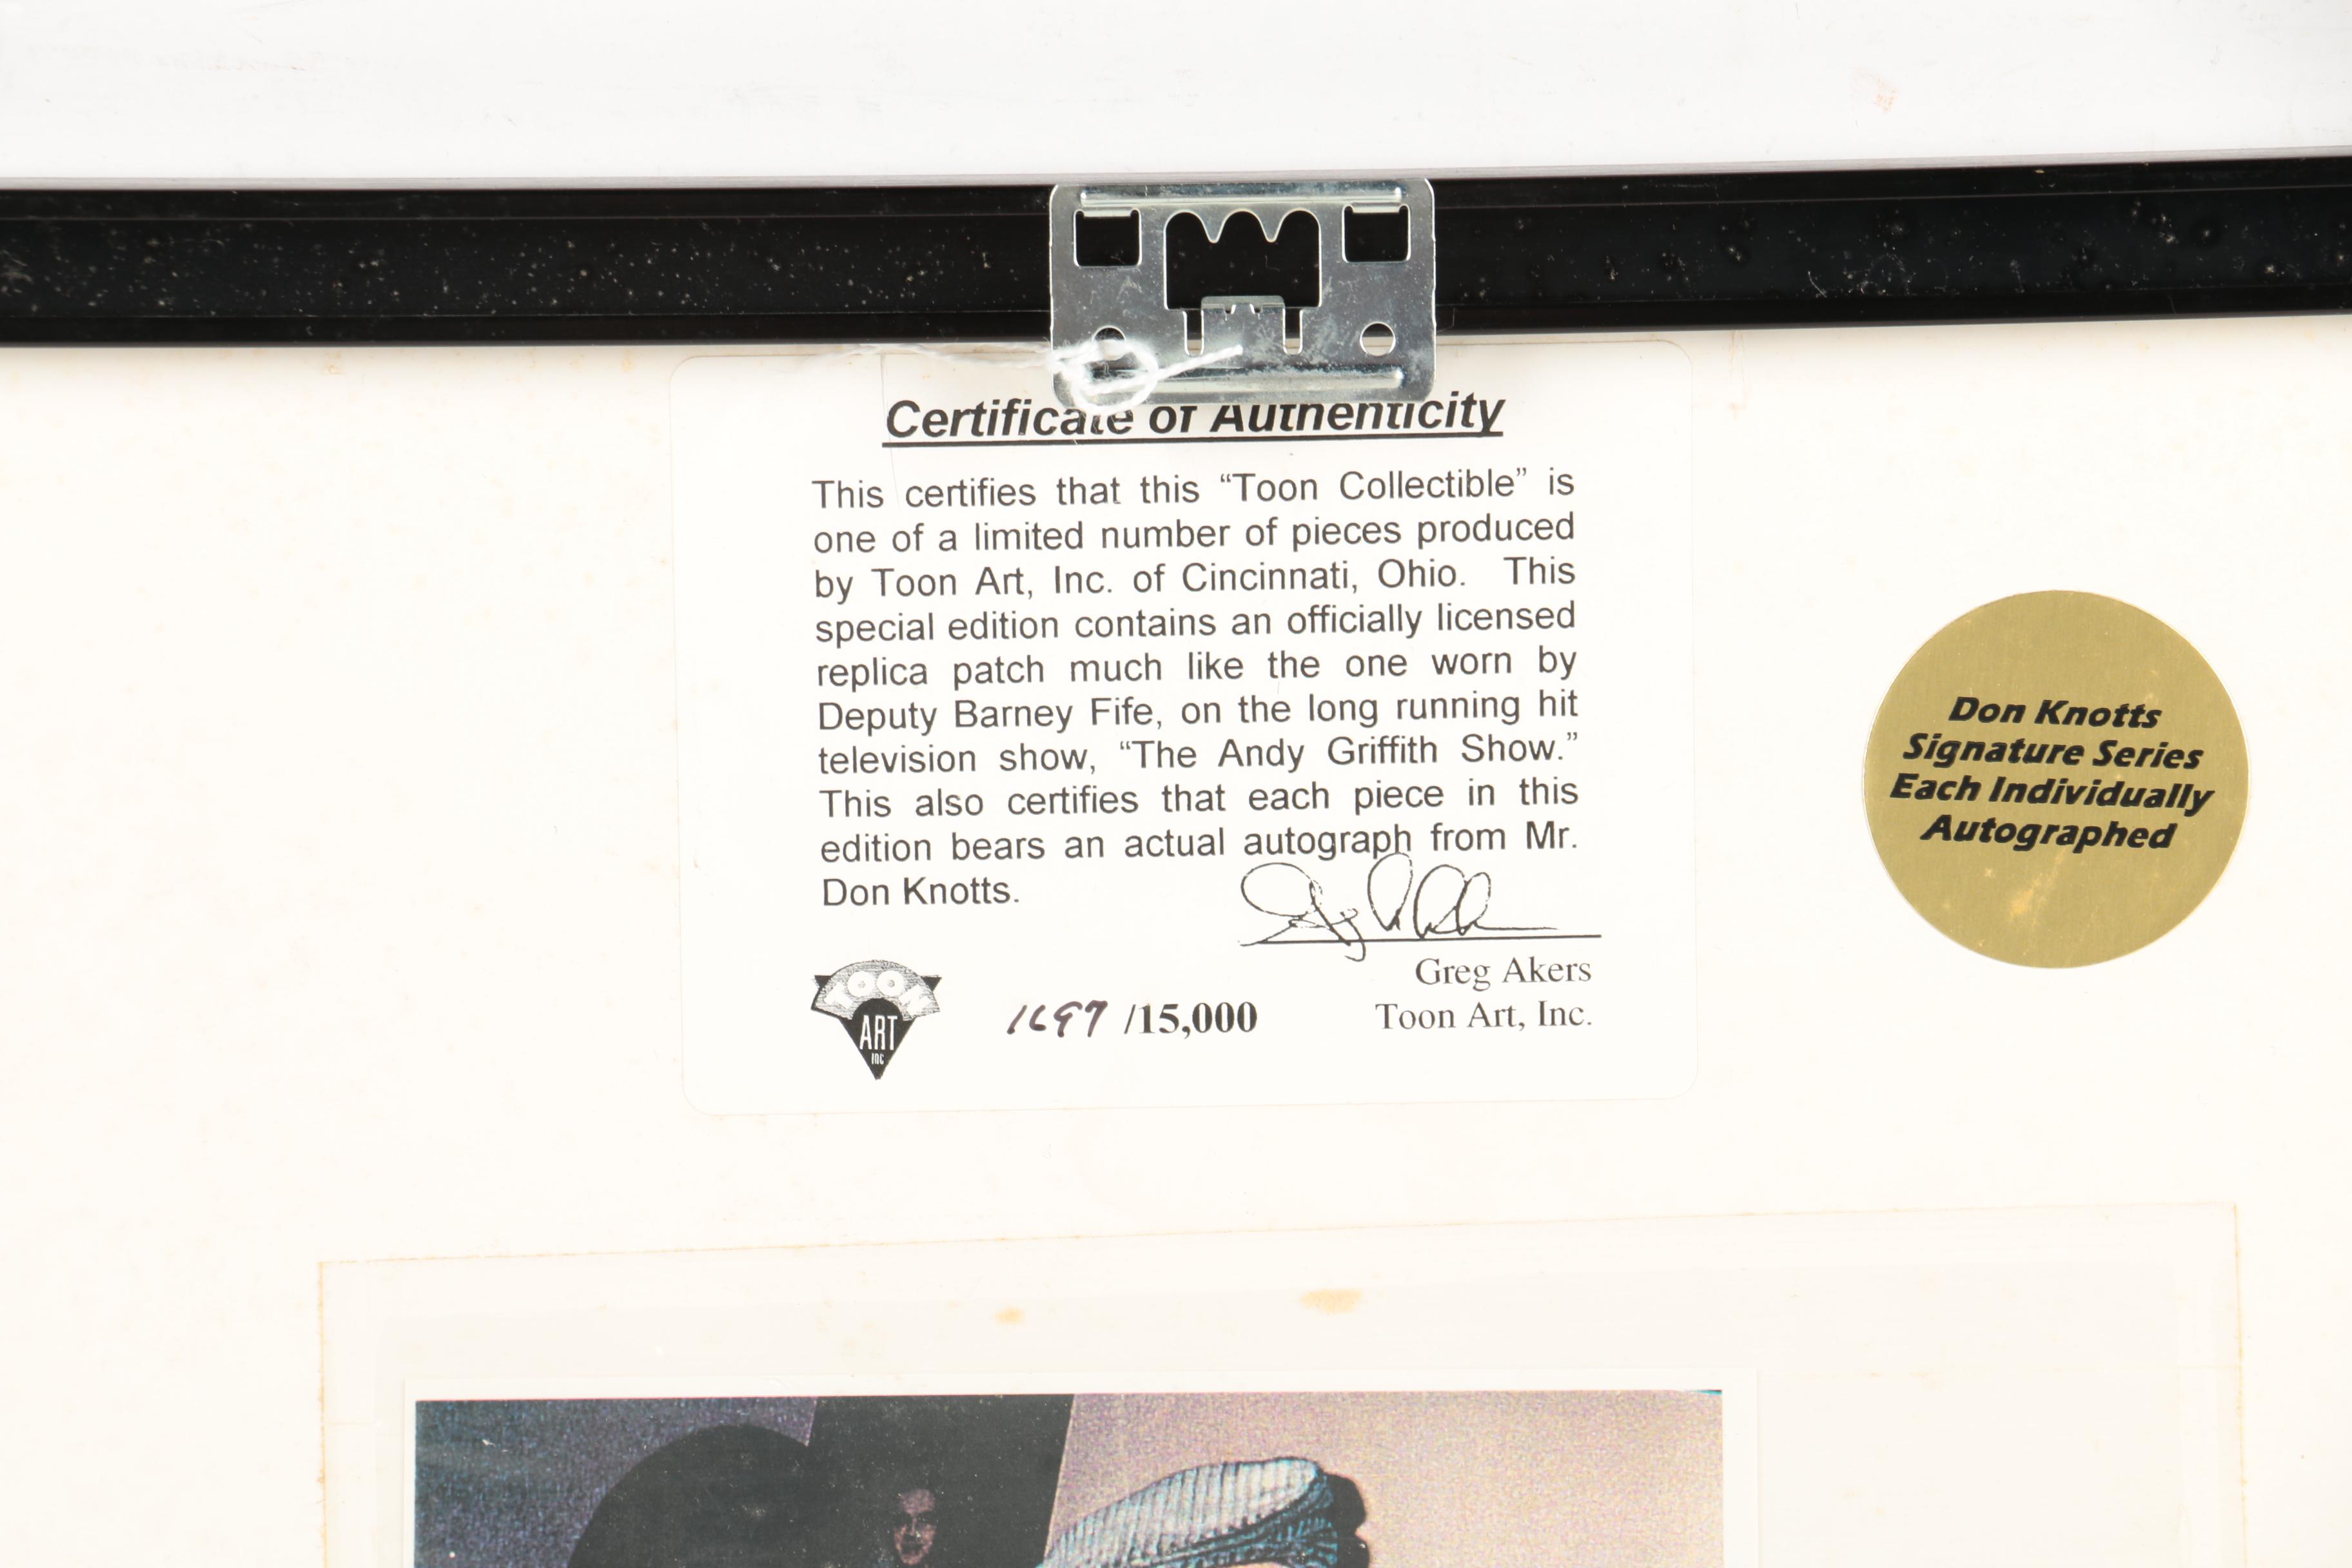 Certificate of Authenticity
This certifies that this “Toon Collectible” is
one of a limited number of pieces produced
by Toon Art, Inc. of Cincinnati, Ohio. This
special edition contains an officially licensed
replica patch much like the one worn by
Deputy Barney Fife, on the long running hit
television show, “The Andy Griffith Show.”
This also certifies that each piece in this
edition bears an actual autograph from Mr.
Don Knotts.
Greg Akers
Toon Art, Inc.
1697 /15,000
TOON
ART
INC
Don Knotts
Signature Series
Each Individually
Autographed